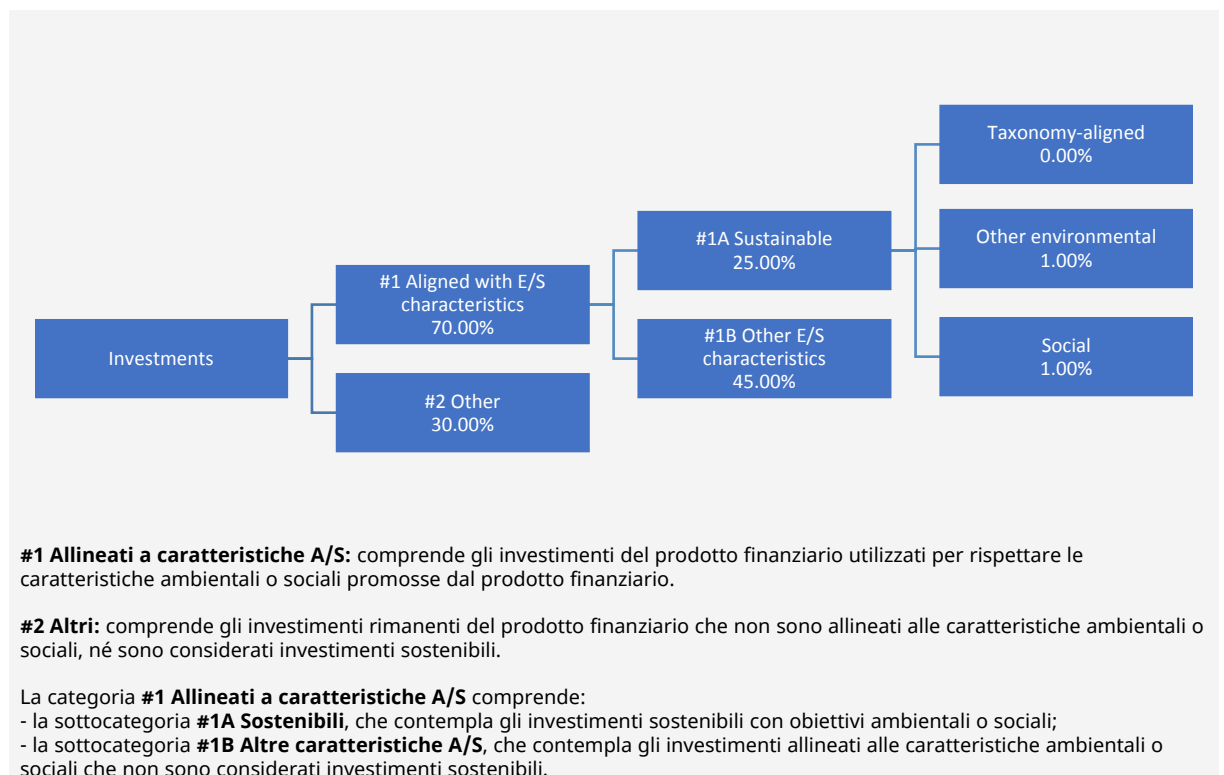 Taxonomy-aligned
0.00%
#1A Sustainable
25.00%
Other environmental
1.00%
#1 Aligned with E/S
characteristics
70.00%
Investments
#1B Other E/S
characteristics
45.00%
Social
1.00%
#2 Other
30.00%
#1 Allineati a caratteristiche A/S: comprende gli investimenti del prodotto finanziario utilizzati per rispettare le
caratteristiche ambientali o sociali promosse dal prodotto finanziario.
#2 Altri: comprende gli investimenti rimanenti del prodotto finanziario che non sono allineati alle caratteristiche ambientali o
sociali, né sono considerati investimenti sostenibili.
La categoria #1 Allineati a caratteristiche A/S comprende:
- la sottocategoria #1A Sostenibili, che contempla gli investimenti sostenibili con obiettivi ambientali o sociali;
- la sottocategoria #1B Altre caratteristiche A/S, che contempla gli investimenti allineati alle caratteristiche ambientali o
sociali che non sono considerati investimenti sostenibili.